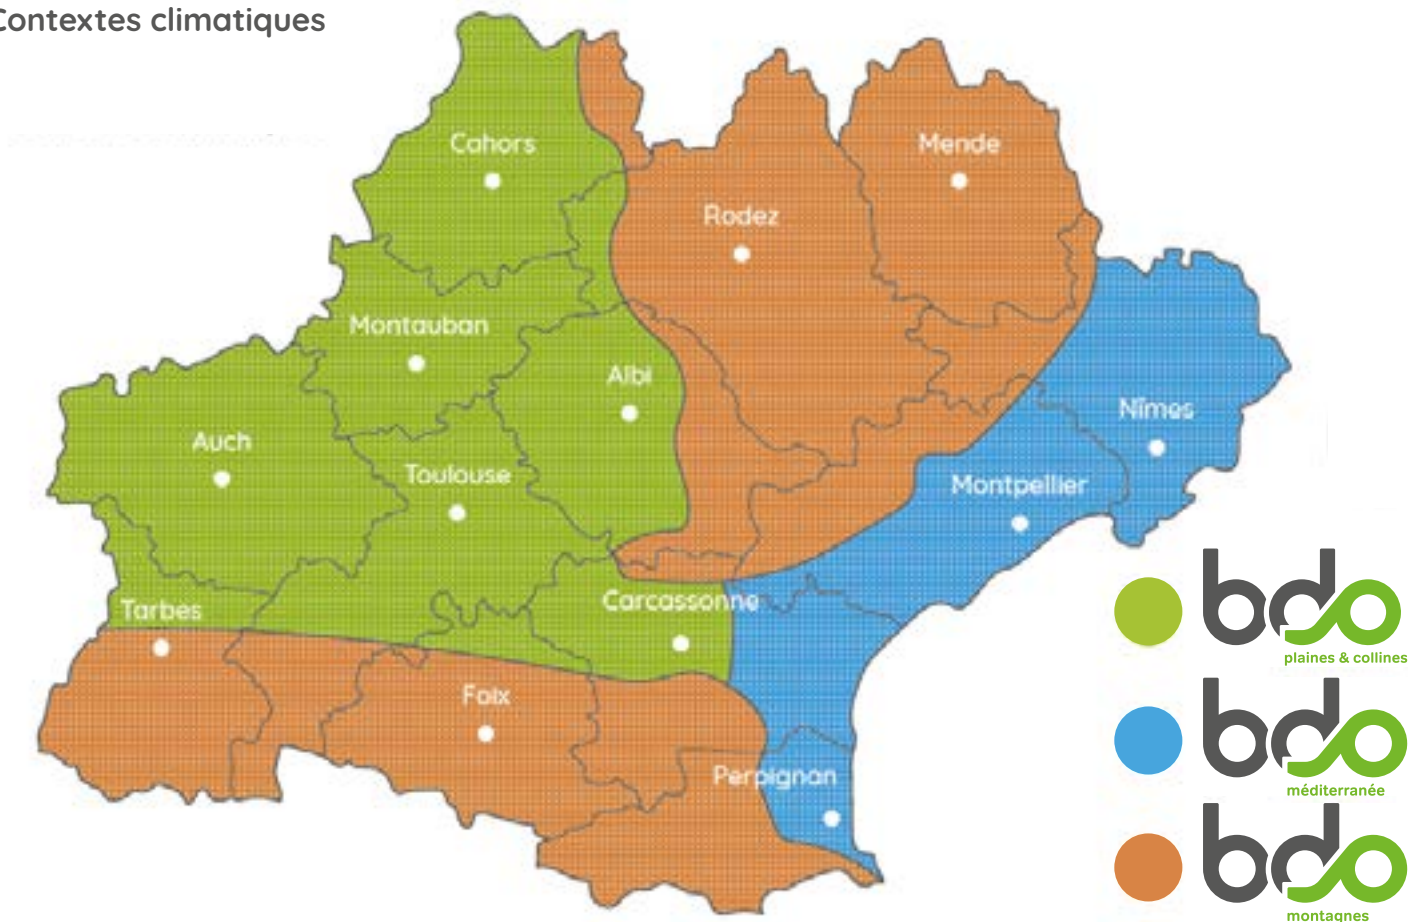 Contextes climatiques
Cahors
Mende
Rodez
Montauban
Albi
Nîmes
Auch
Toulouse
Montpellier
Tarbes
Carcassonne
Foix
Perpignan
bdo
plaines & collines
bdo
méditerranée
bdo
montagnes